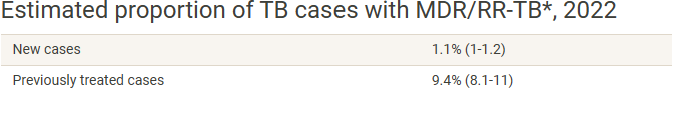 Estimated proportion of TB cases with MDR/RR-TB*, 2022
New cases 1.1% (1-1.2)
Previously treated cases 9.4% (8.1-11)